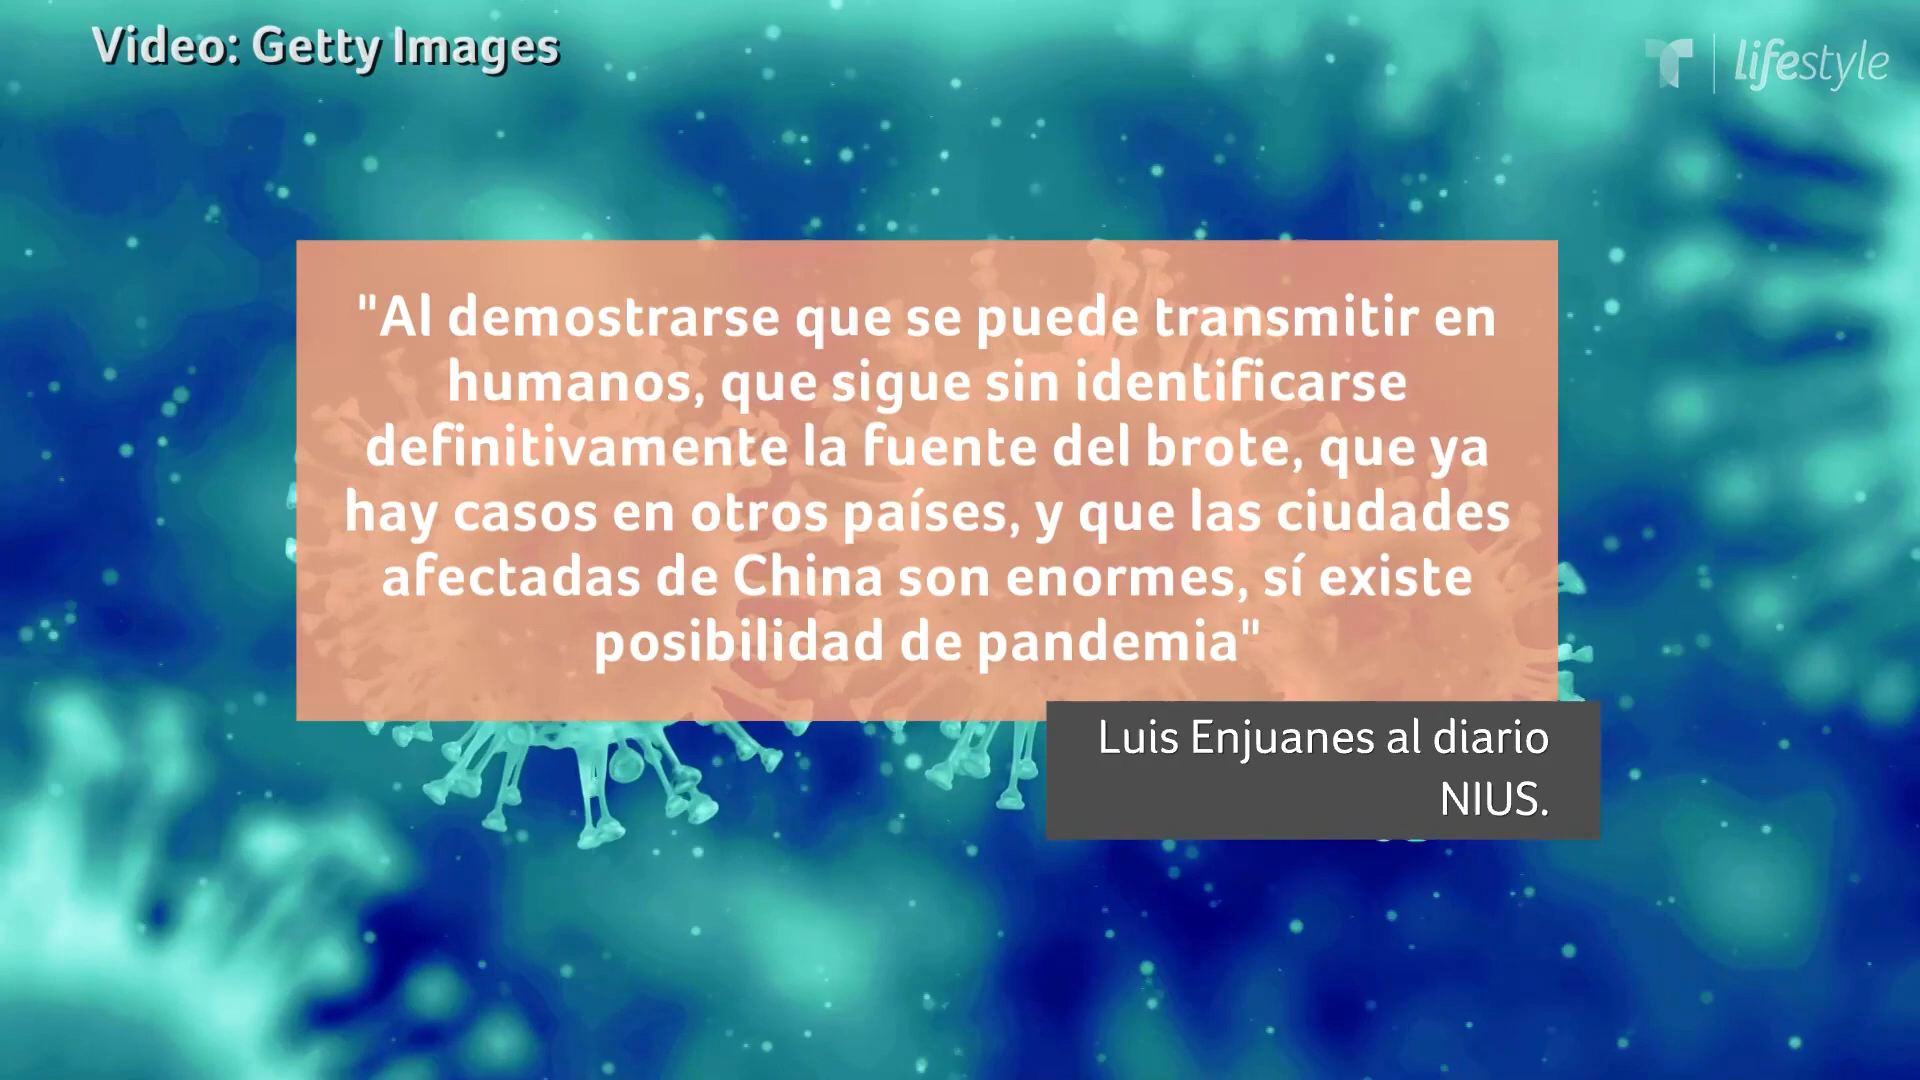 Video: Getty Images
lifestyle
"Al demostrarse que se puede transmitir en
humanos, que sigue sin identificarse
definitivamente la fuente del brote, que ya
hay casos en otros países, y que las ciudades
afectadas de China son enormes, sí existe
posibilidad de pandemia"
Luis Enjuanes al diario
NIUS.